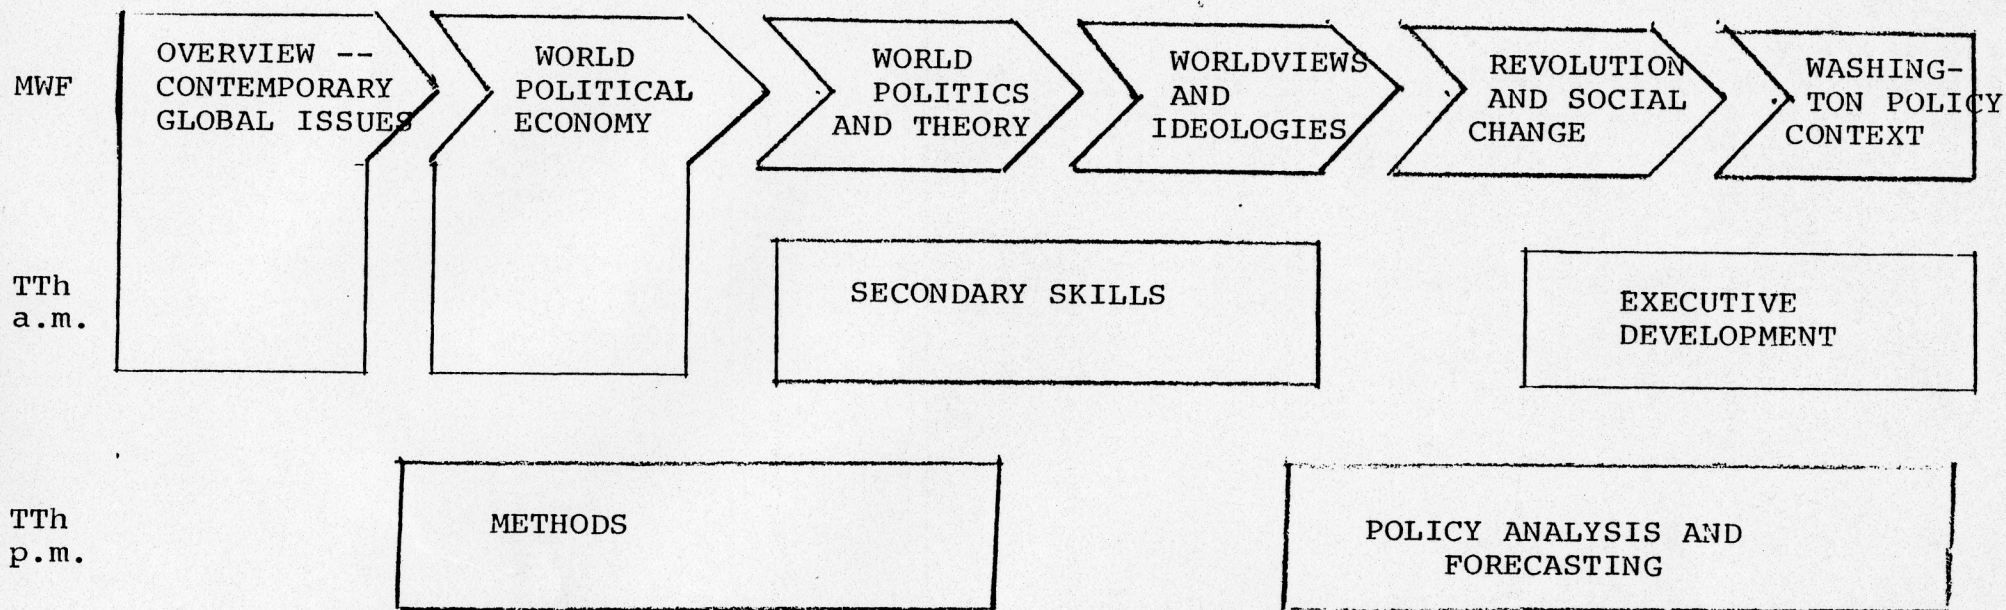 MWF
OVERVIEW --
CONTEMPORARY
GLOBAL ISSUES
WORLD
POLITICAL
ECONOMY
WORLD
POLITICS
AND THEORY
WORLDVIEWS
AND
IDEOLOGIES
REVOLUTION
AND SOCIAL
CHANGE
WASHING-
TON POLICY
CONTEXT
TTh
a.m.
SECONDARY SKILLS
EXECUTIVE
DEVELOPMENT
TTh
p.m.
METHODS
POLICY ANALYSIS AND
FORECASTING